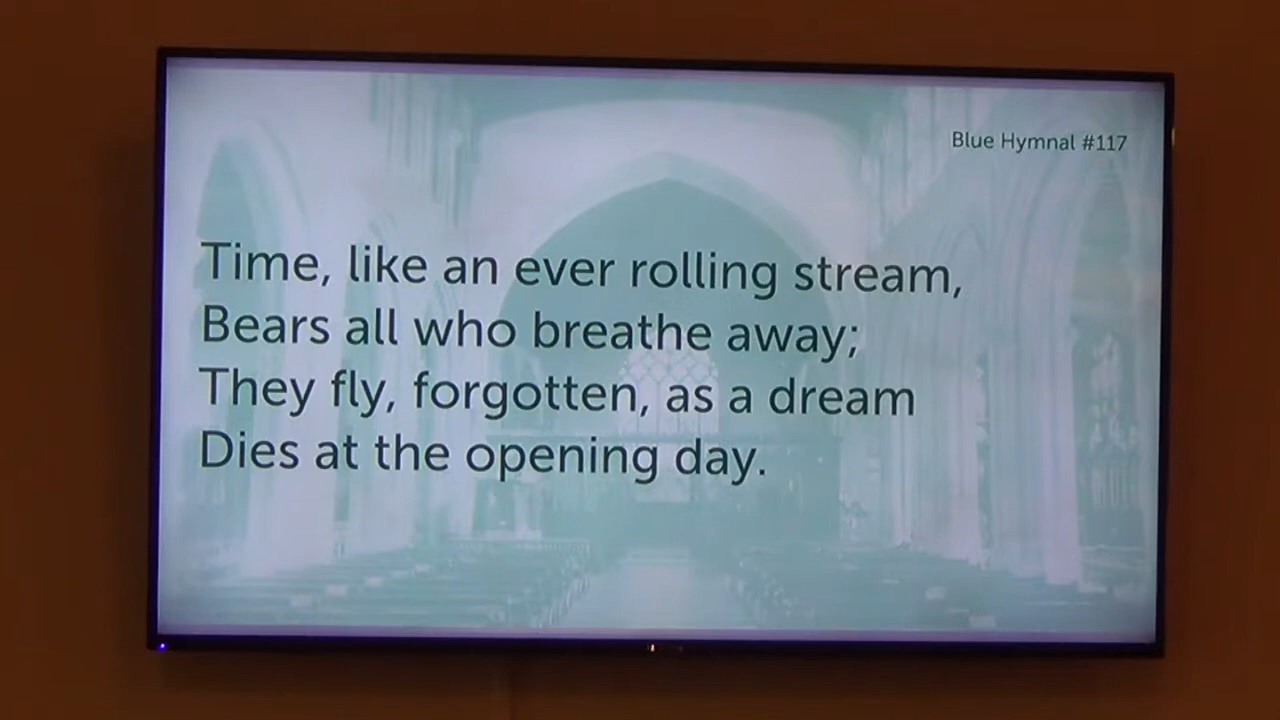 Blue Hymnal #117
Time, like an ever rolling stream,
Bears all who breathe away;
They fly, forgotten, as a dream
Dies at the opening day.